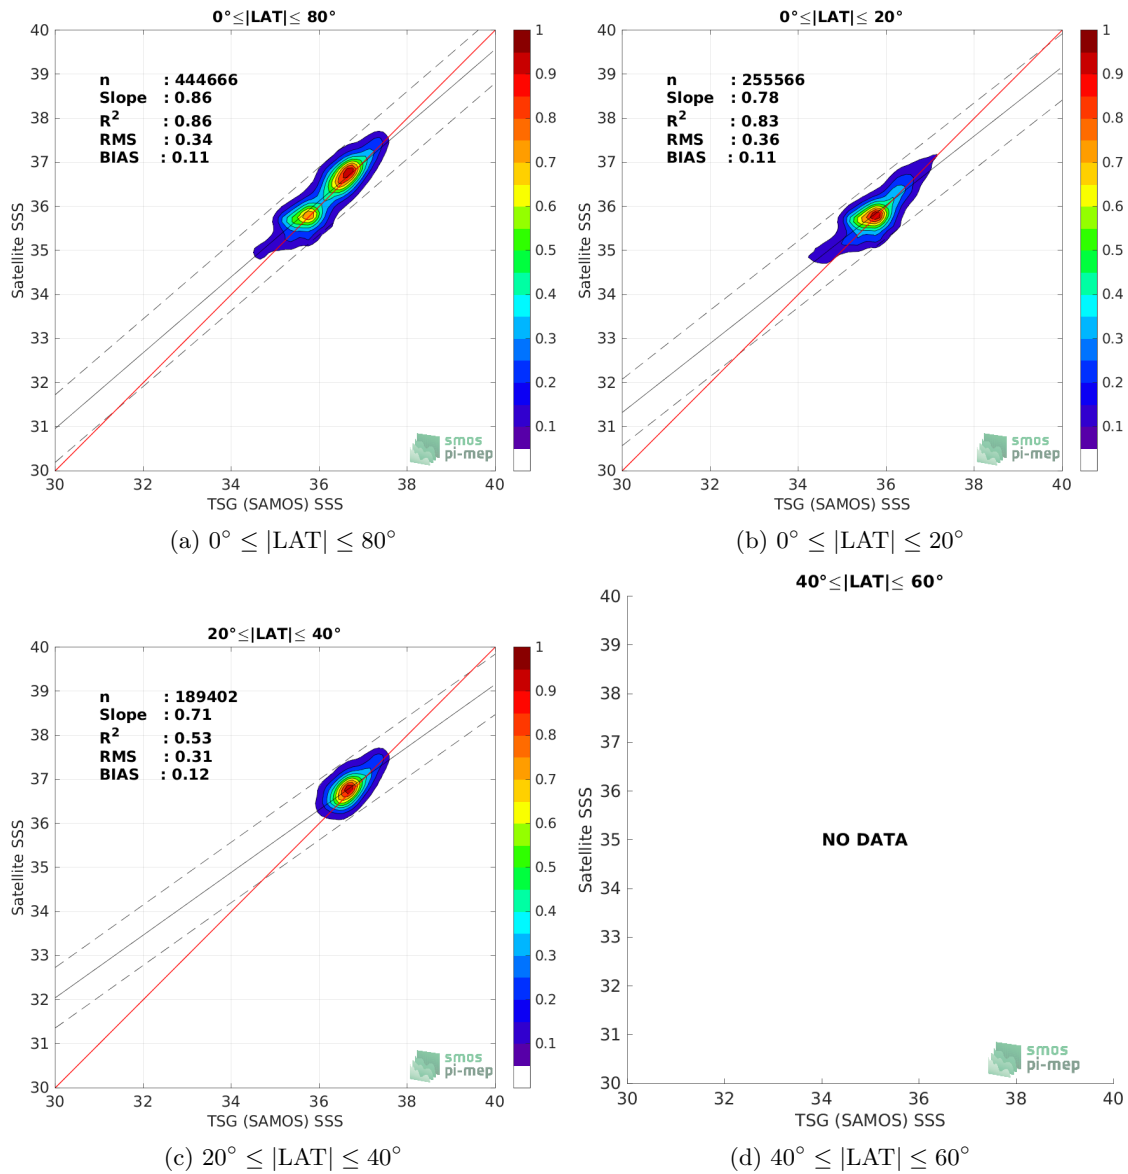 0°≤|LAT|≤ 80°
40
39
38
37
36
35
34
33
32
31
30
Satellite SSS
n : 444666
Slope : 0.86
R2 : 0.86
RMS : 0.34
BIAS : 0.11
smos
pi-mep
30 32 34 36 38 40
TSG (SAMOS) SSS
1
0.9
0.8
0.7
0.6
0.5
0.4
0.3
0.2
0.1
(a) 0° ≤ |LAT| ≤ 80°
0°≤|LAT|≤ 20°
40
39
38
37
36
35
34
33
32
31
30
Satellite SSS
n : 255566
Slope : 0.78
R2 : 0.83
RMS : 0.36
BIAS : 0.11
smos
pi-mep
30 32 34 36 38 40
TSG (SAMOS) SSS
1
0.9
0.8
0.7
0.6
0.5
0.4
0.3
0.2
0.1
(b) 0° ≤ |LAT| ≤ 20°
20°≤|LAT|≤ 40°
40
39
38
37
36
35
34
33
32
31
30
Satellite SSS
n : 189402
Slope : 0.71
R2 : 0.53
RMS : 0.31
BIAS : 0.12
smos
pi-mep
30 32 34 36 38 40
TSG (SAMOS) SSS
1
0.9
0.8
0.7
0.6
0.5
0.4
0.3
0.2
0.1
(c) 20° ≤ |LAT| ≤ 40°
40°≤|LAT|≤ 60°
40
39
38
37
36
35
34
33
32
31
30
Satellite SSS
NO DATA
smos
pi-mep
30 32 34 36 38 40
TSG (SAMOS) SSS
(d) 40° ≤ |LAT| ≤ 60°